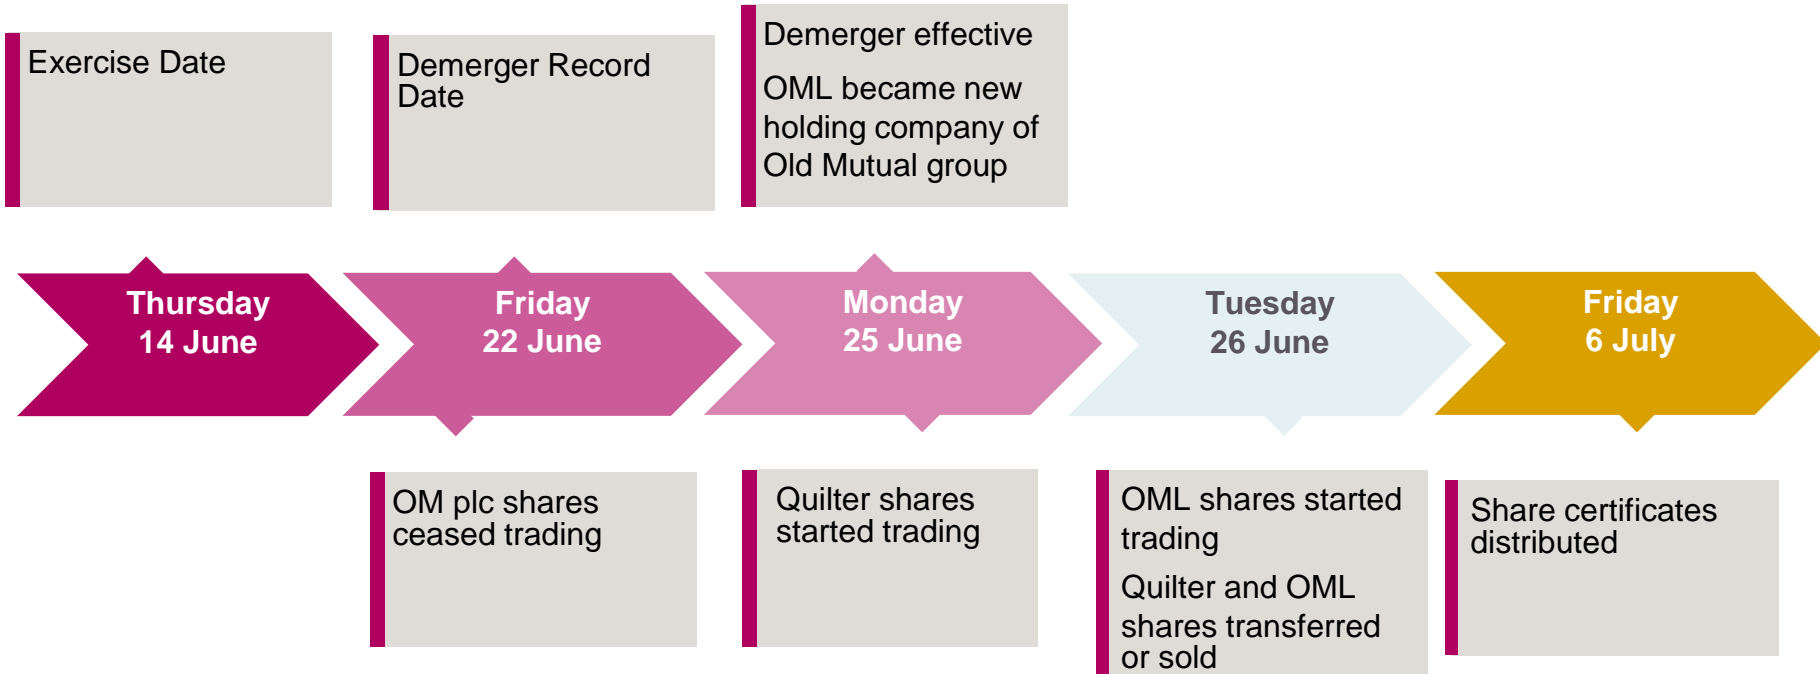 Exercise Date
Demerger Record
Date
Demerger effective
OML became new
holding company of
Old Mutual group
Thursday
14 June
Friday
22 June
Monday
25 June
Tuesday
26 June
Friday
6 July
OM plc shares
ceased trading
Quilter shares
started trading
OML shares started
trading
Quilter and OML
shares transferred
or sold
Share certificates
distributed